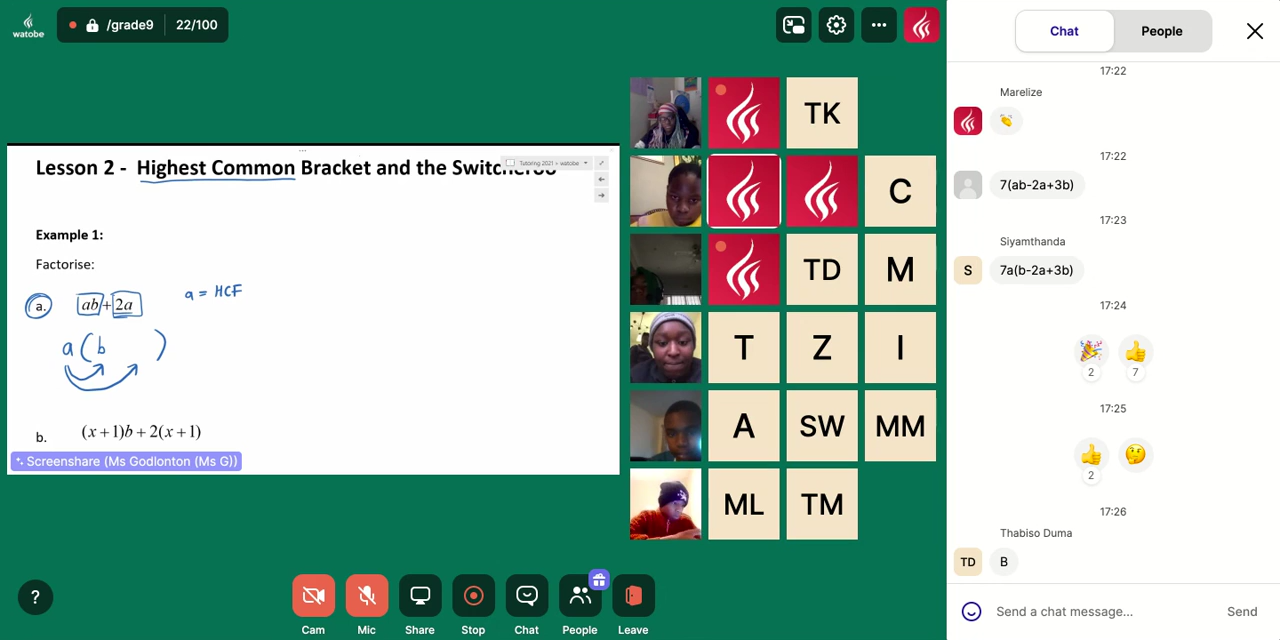 watobe
/grade9 22/100
Lesson 2 - Highest Common Bracket and the Switcheroo
Tutoring 2021 » watobe
Example 1:
Factorise:
a. ab + 2a
a = HCF
a ( b )
b. (x + 1)b + 2(x + 1)
Screenshare (Ms Godlonton (Ms G))
TK
C
TD
M
T
Z
I
A
SW
MM
ML
TM
?
Cam
Mic
Share
Stop
Chat
People
Leave
Chat
People
17:22
Marelize
17:22
7(ab-2a+3b)
17:23
Siyamthanda
S
7a(b-2a+3b)
17:24
2
7
17:25
2
17:26
Thabiso Duma
TD
B
Send a chat message...
Send